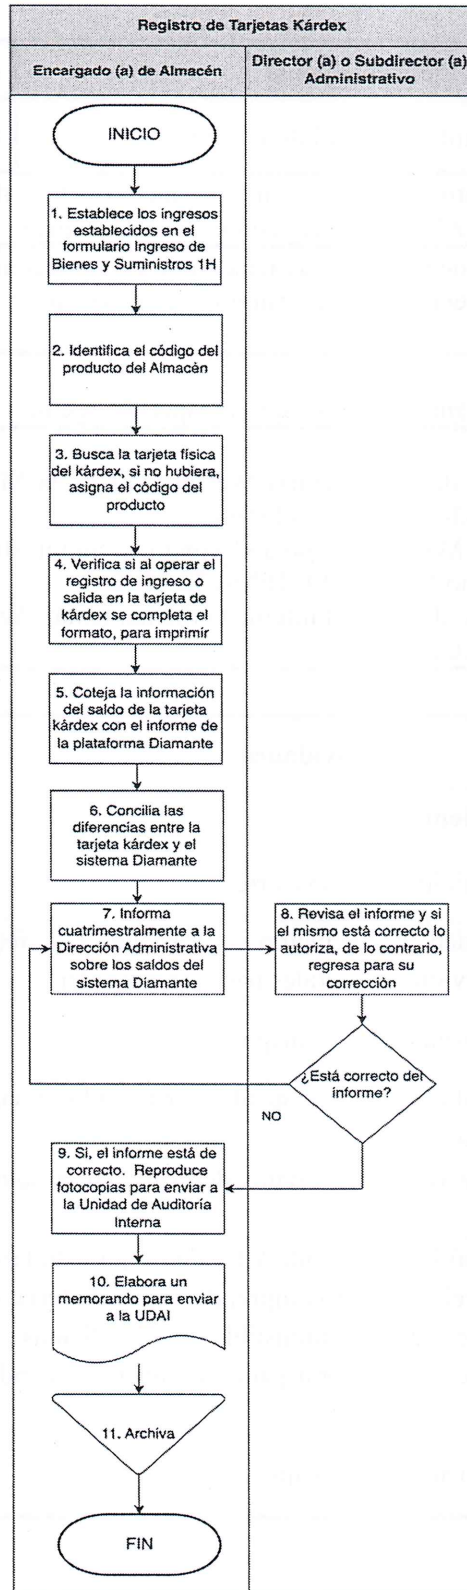 Registro de Tarjetas Kárdex
Encargado (a) de Almacén
Director (a) o Subdirector (a)
Administrativo
INICIO
1. Establece los ingresos
establecidos en el
formulario Ingreso de
Bienes y Suministros 1H
2. Identifica el código del
producto del Almacén
3. Busca la tarjeta física
del kárdex, si no hubiera,
asigna el código del
producto
4. Verifica si al operar el
registro de ingreso o
salida en la tarjeta de
kárdex se completa el
formato, para imprimir
5. Coteja la información
del saldo de la tarjeta
kárdex con el informe de
la plataforma Diamante
6. Concilia las
diferencias entre la
tarjeta kárdex y el
sistema Diamante
7. Informa
cuatrimestralmente a la
Dirección Administrativa
sobre los saldos del
sistema Diamante
8. Revisa el informe y si
el mismo está correcto lo
autoriza, de lo contrario,
regresa para su
corrección
¿Está correcto del
informe?
NO
9. Si, el informe está de
correcto. Reproduce
fotocopias para enviar a
la Unidad de Auditoría
Interna
10. Elabora un
memorando para enviar
a la UDAI
11. Archiva
FIN